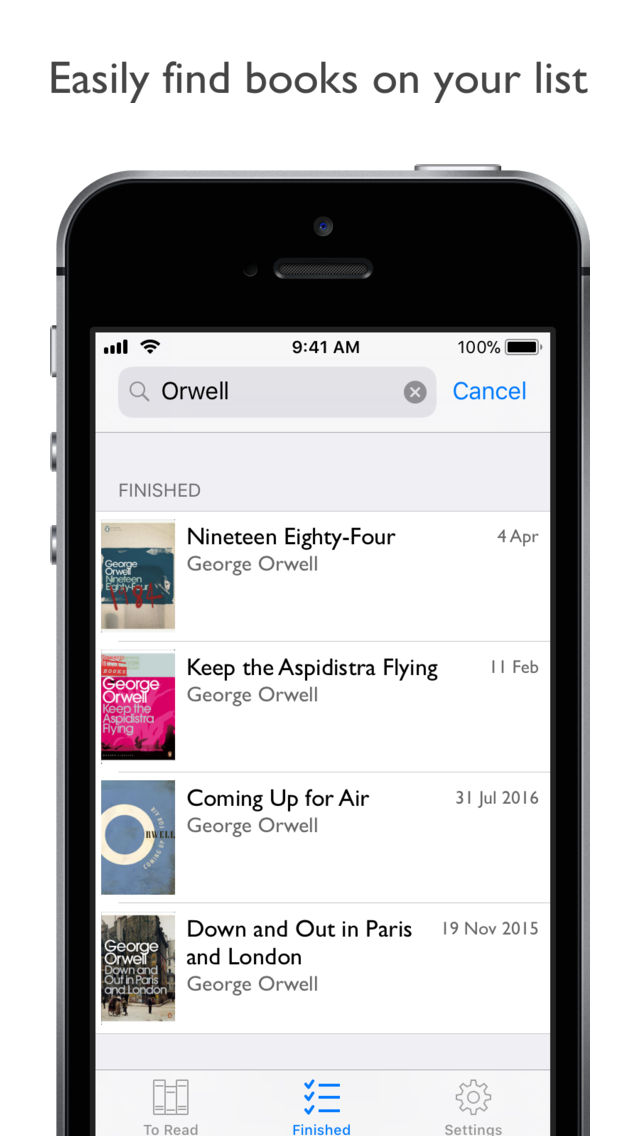 Easily find books on your list
9:41 AM
100%
Orwell
Cancel
FINISHED
George
Orwell
Nineteen
Eighty-Four
1984
Nineteen Eighty-Four
4 Apr
George Orwell
BOOKS
George
Orwell
Keep the
Aspidistra
Flying
Keep the Aspidistra Flying
11 Feb
George Orwell
ORWELL
COMING UP
FOR AIR
Coming Up for Air
31 Jul 2016
George Orwell
George
Orwell
Down and
Out in Paris
and London
Down and Out in Paris
and London
19 Nov 2015
George Orwell
To Read
Finished
Settings